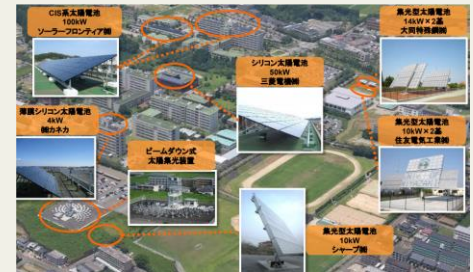 CIS系太陽電池
100kW
ソーラーフロンティア㈱
シリコン太陽電池
50kW
三菱電機㈱
集光型太陽電池
14kW×2基
大同特殊鋼㈱
薄膜シリコン太陽電池
4kW
㈱カネカ
ビームダウン式
太陽集光装置
集光型太陽電池
10kW×2基
住友電気工業㈱
集光型太陽電池
10kW
シャープ㈱